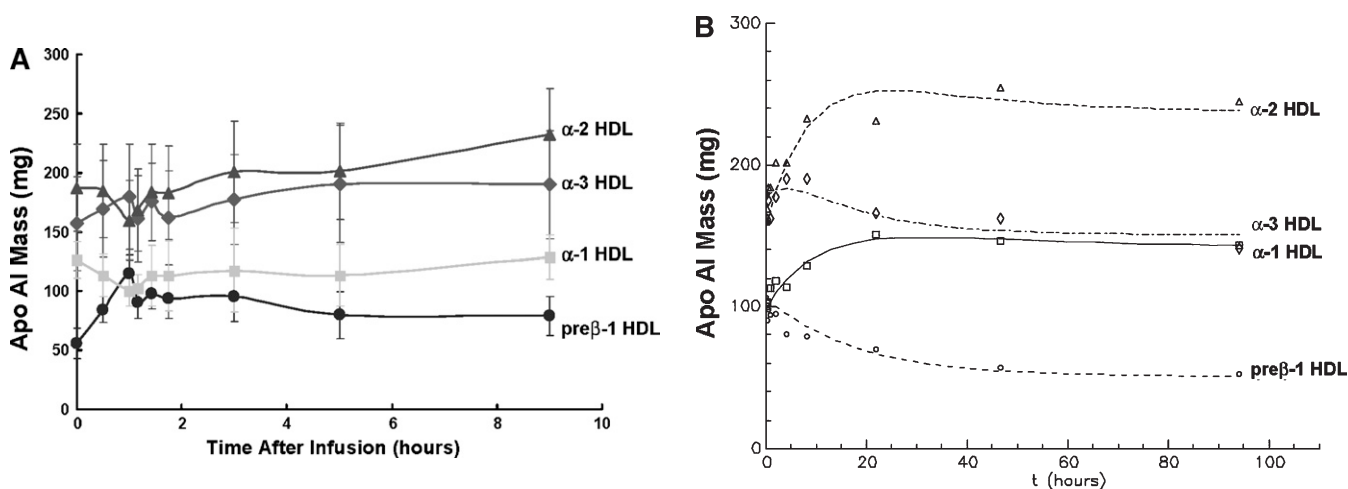 A
Apo AI Mass (mg)
300
250
200
150
100
50
0
0 2 4 6 8 10
Time After Infusion (hours)
α-2 HDL
α-3 HDL
α-1 HDL
preβ-1 HDL
B
Apo AI Mass (mg)
300
200
100
0
0 20 40 60 80 100
t (hours)
α-2 HDL
α-3 HDL
α-1 HDL
preβ-1 HDL